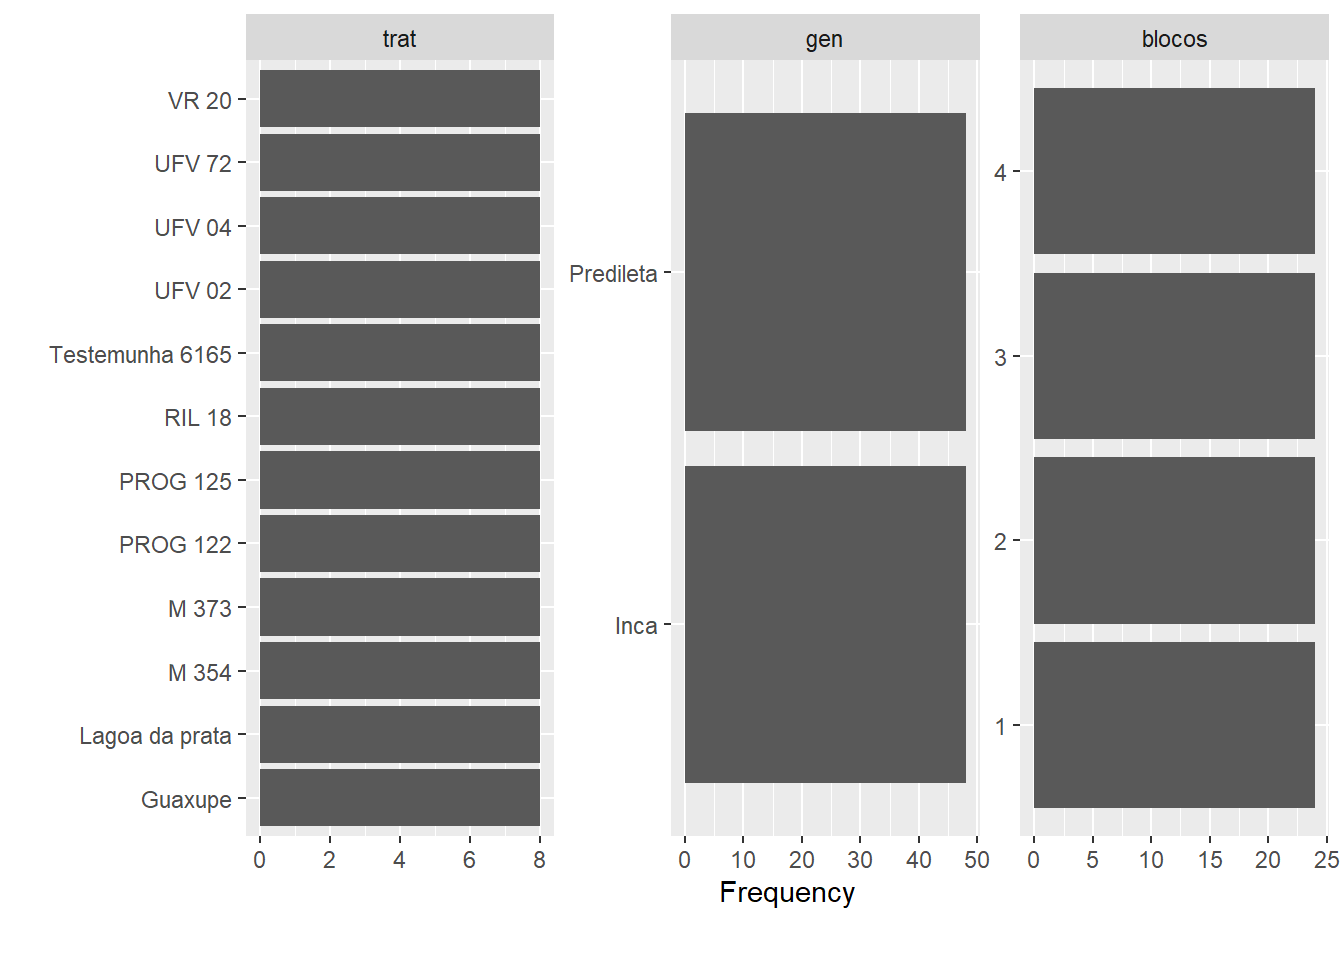 trat
gen
blocos
VR 20
UFV 72
UFV 04
UFV 02
Testemunha 6165
RIL 18
PROG 125
PROG 122
M 373
M 354
Lagoa da prata
Guaxupe
0 2 4 6 8
Predileta
Inca
0 10 20 30 40 50
4
3
2
1
0 5 10 15 20 25
Frequency